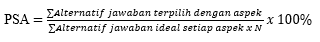 PSA = ∑Alternatif jawaban terpilih dengan aspek / ∑Alternatif jawaban ideal setiap aspek x N x 100%